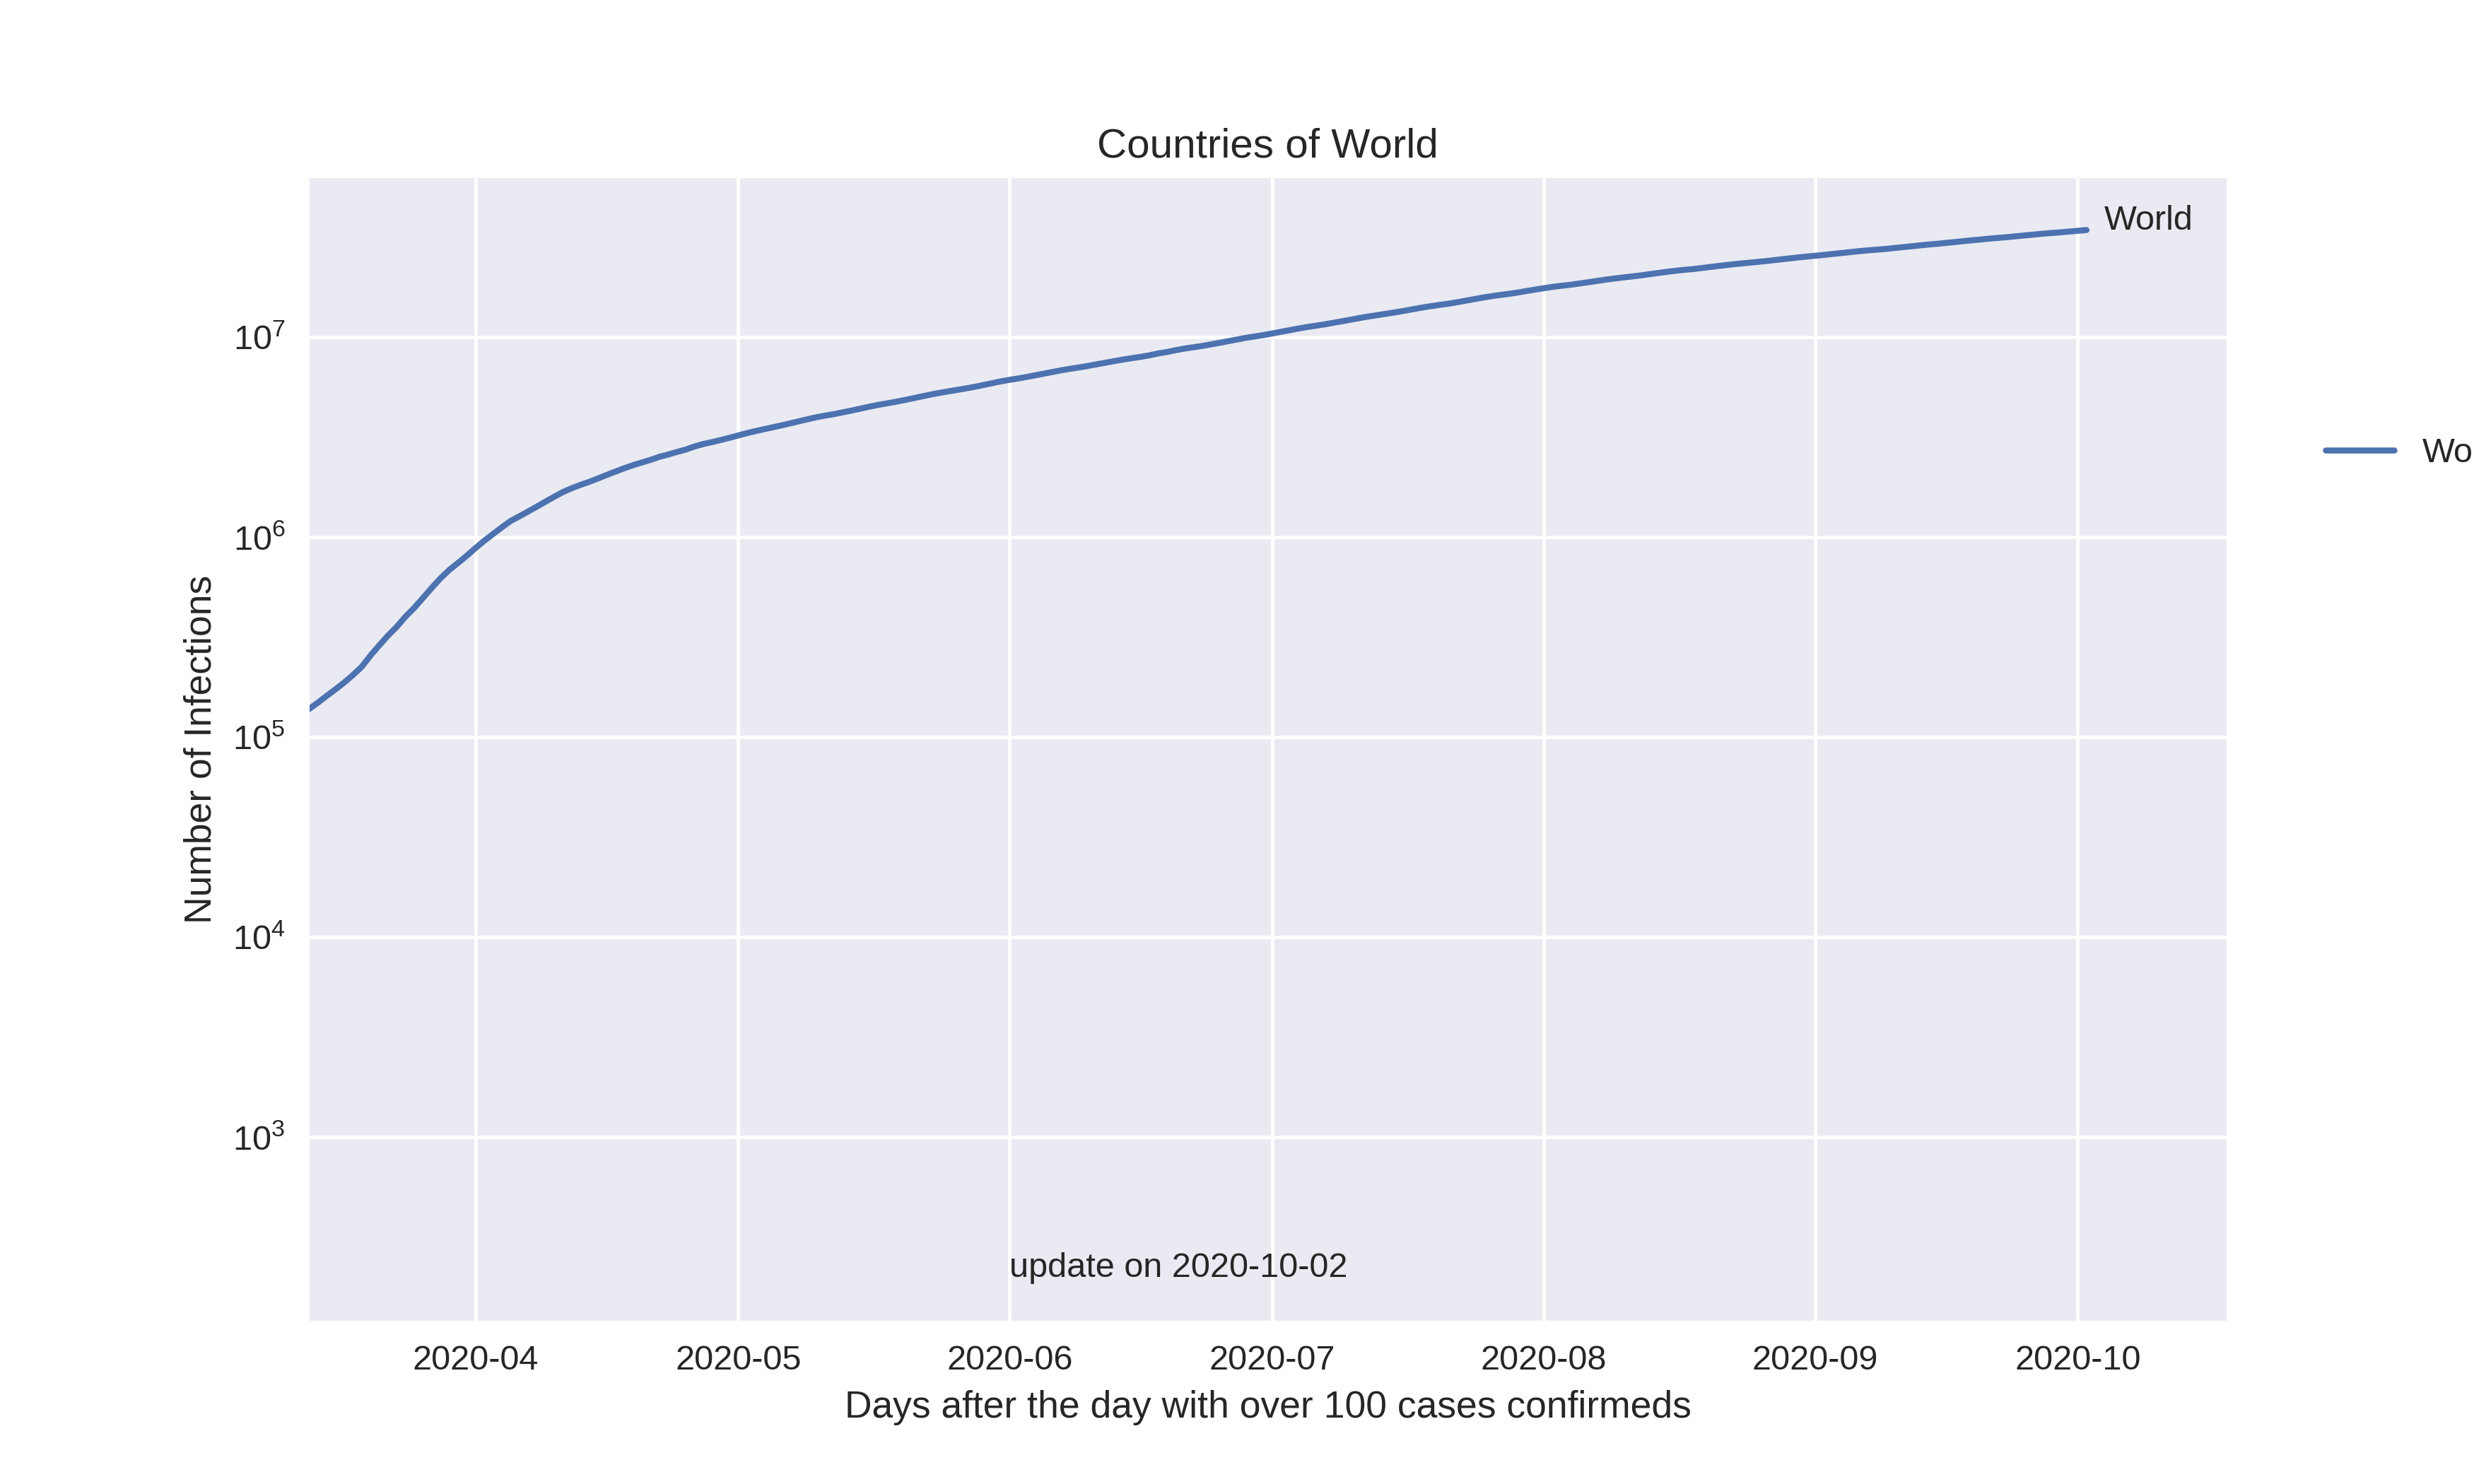 Countries of World
World
10^7
Wo
10^6
10^5
10^4
10^3
Number of Infections
update on 2020-10-02
2020-04 2020-05 2020-06 2020-07 2020-08 2020-09 2020-10
Days after the day with over 100 cases confirmeds